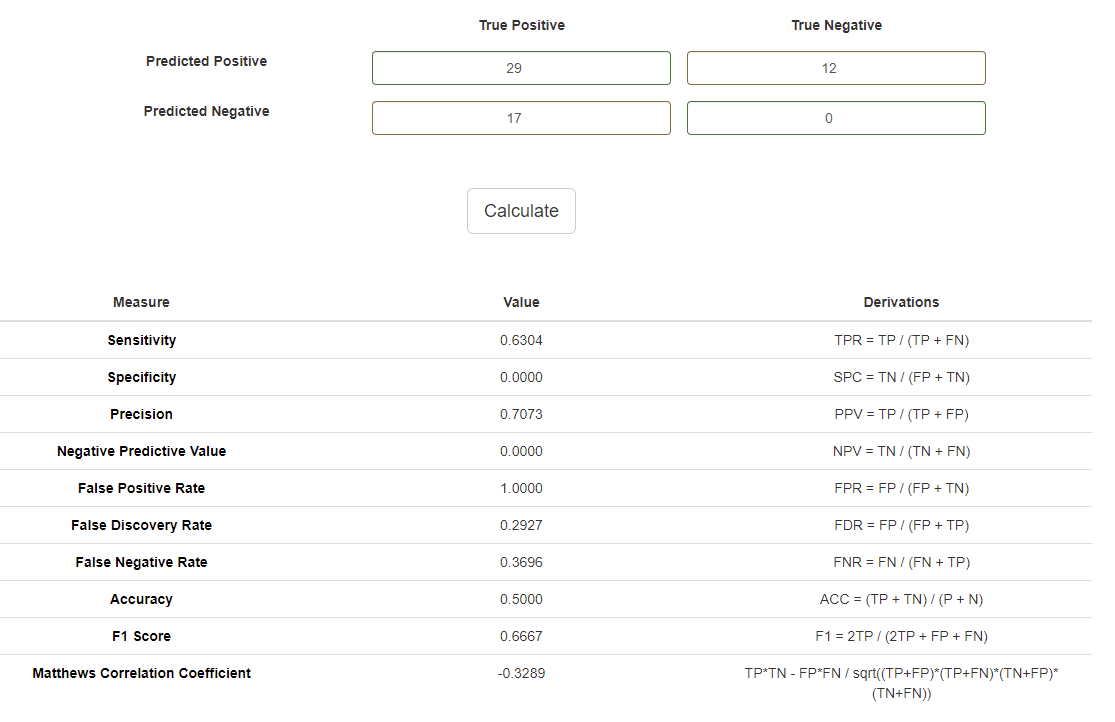 True Positive True Negative
Predicted Positive 29 12
Predicted Negative 17 0
Calculate
Measure Value Derivations
Sensitivity 0.6304 TPR = TP / (TP + FN)
Specificity 0.0000 SPC = TN / (FP + TN)
Precision 0.7073 PPV = TP / (TP + FP)
Negative Predictive Value 0.0000 NPV = TN / (TN + FN)
False Positive Rate 1.0000 FPR = FP / (FP + TN)
False Discovery Rate 0.2927 FDR = FP / (FP + TP)
False Negative Rate 0.3696 FNR = FN / (FN + TP)
Accuracy 0.5000 ACC = (TP + TN) / (P + N)
F1 Score 0.6667 F1 = 2TP / (2TP + FP + FN)
Matthews Correlation Coefficient -0.3289 TP*TN - FP*FN / sqrt((TP+FP)*(TP+FN)*(TN+FP)*
(TN+FN))